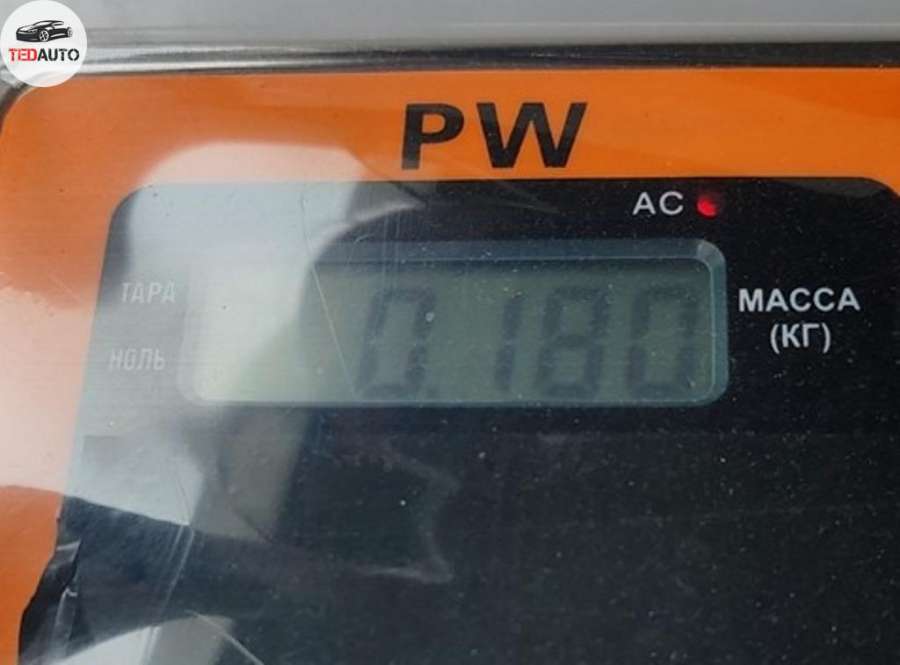 TEDAUTO
PW
AC
ТАРА
НОЛЬ
0.180
МАССА
(КГ)